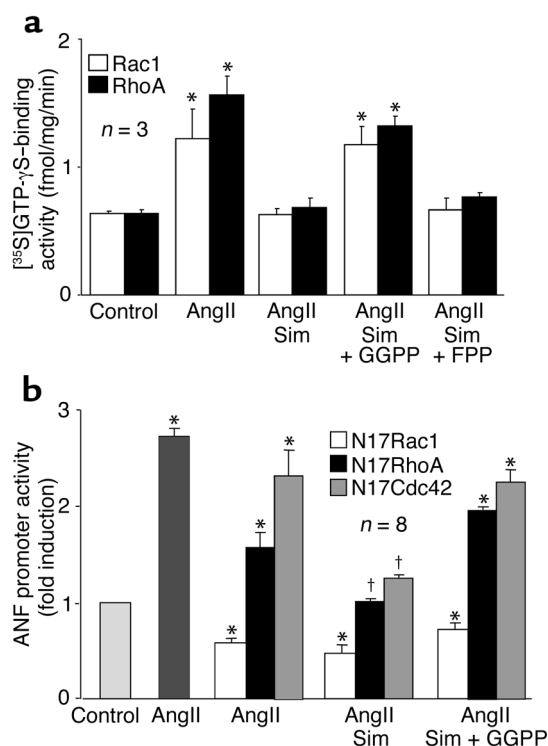 a
2
1
0
[³⁵S]GTP-γS–binding
activity (fmol/mg/min)
Rac1
RhoA
n = 3
* * * *
Control AngII AngII AngII AngII
Sim Sim Sim
+ GGPP + FPP
b
3
2
1
0
ANF promoter activity
(fold induction)
N17Rac1
N17RhoA
N17Cdc42
n = 8
* * * * * † † * * *
Control AngII AngII AngII AngII
Sim Sim + GGPP